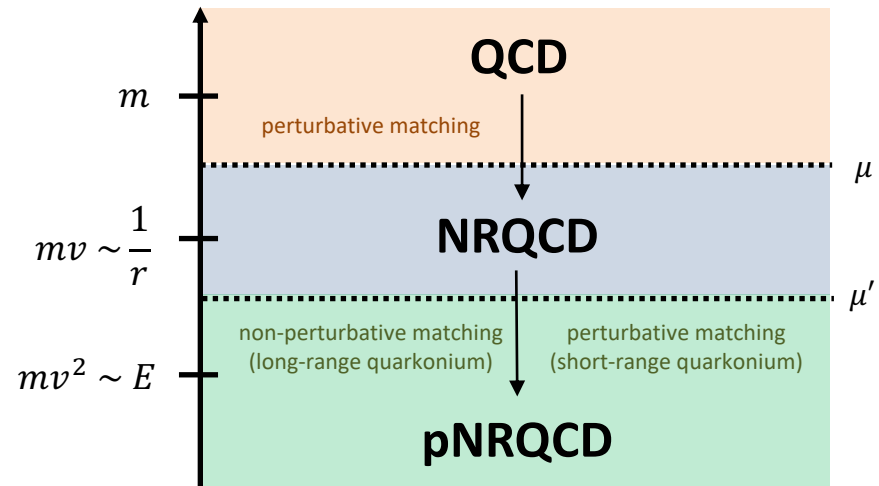 QCD
m
perturbative matching
μ
mv ~ 1/r
NRQCD
μ′
non-perturbative matching
(long-range quarkonium)
perturbative matching
(short-range quarkonium)
mv² ~ E
pNRQCD